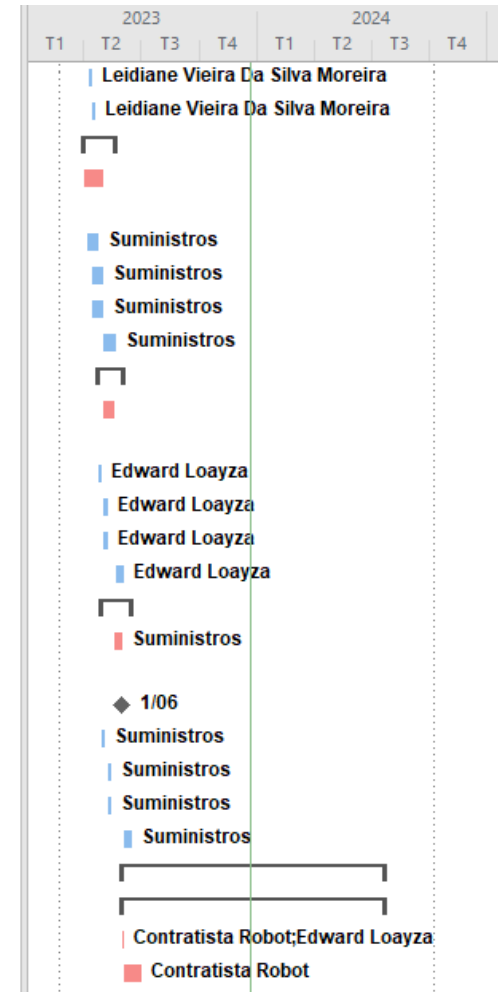 2023 2024
T1 T2 T3 T4 T1 T2 T3 T4
Leidiane Vieira Da Silva Moreira
Leidiane Vieira Da Silva Moreira
Suministros
Suministros
Suministros
Suministros
Edward Loayza
Edward Loayza
Edward Loayza
Edward Loayza
Suministros
1/06
Suministros
Suministros
Suministros
Suministros
Contratista Robot;Edward Loayza
Contratista Robot